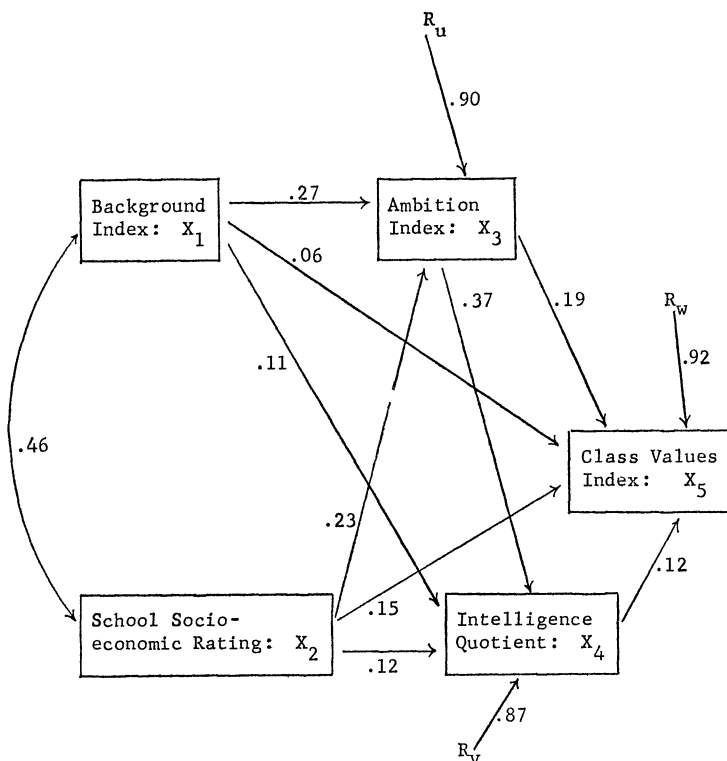 R_u
.90
Background
Index: X_1
.27
Ambition
Index: X_3
.06
.37
.19
R_w
.92
.11
.46
Class Values
Index: X_5
.23
.15
.12
School Socio-
economic Rating: X_2
.12
Intelligence
Quotient: X_4
.87
R_v